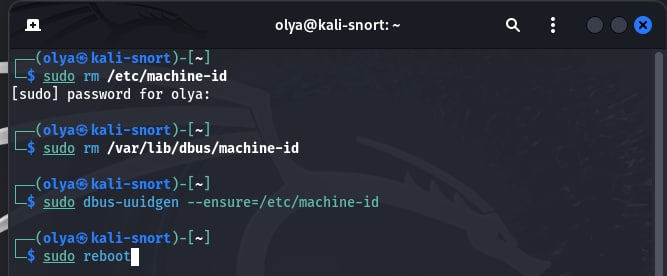 olya@kali-snort: ~
┌──(olya㉿kali-snort)-[~]
└─$ sudo rm /etc/machine-id
[sudo] password for olya:
┌──(olya㉿kali-snort)-[~]
└─$ sudo rm /var/lib/dbus/machine-id
┌──(olya㉿kali-snort)-[~]
└─$ sudo dbus-uuidgen --ensure=/etc/machine-id
┌──(olya㉿kali-snort)-[~]
└─$ sudo reboot